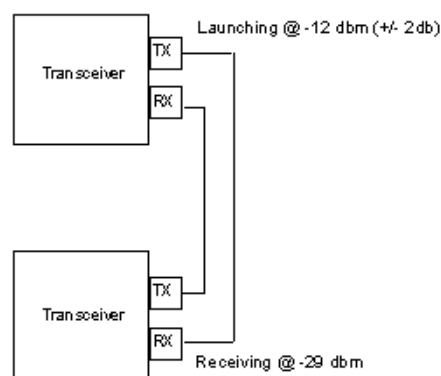 Launching @ -12 dbm (+/- 2db)
TX
Transceiver
RX
TX
Transceiver
RX
Receiving @ -29 dbm